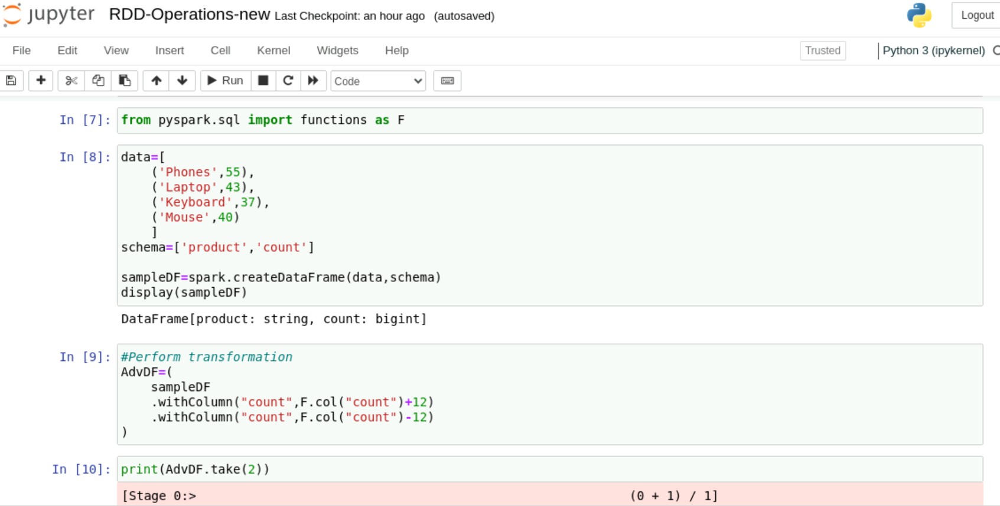 jupyter RDD-Operations-new Last Checkpoint: an hour ago (autosaved) Logout
File Edit View Insert Cell Kernel Widgets Help Trusted Python 3 (ipykernel)
Run Code
In [7]: from pyspark.sql import functions as F
In [8]: data=[
('Phones',55),
('Laptop',43),
('Keyboard',37),
('Mouse',40)
]
schema=['product','count']
sampleDF=spark.createDataFrame(data,schema)
display(sampleDF)
DataFrame[product: string, count: bigint]
In [9]: #Perform transformation
AdvDF=(
sampleDF
.withColumn("count",F.col("count")+12)
.withColumn("count",F.col("count")-12)
)
In [10]: print(AdvDF.take(2))
[Stage 0:> (0 + 1) / 1]